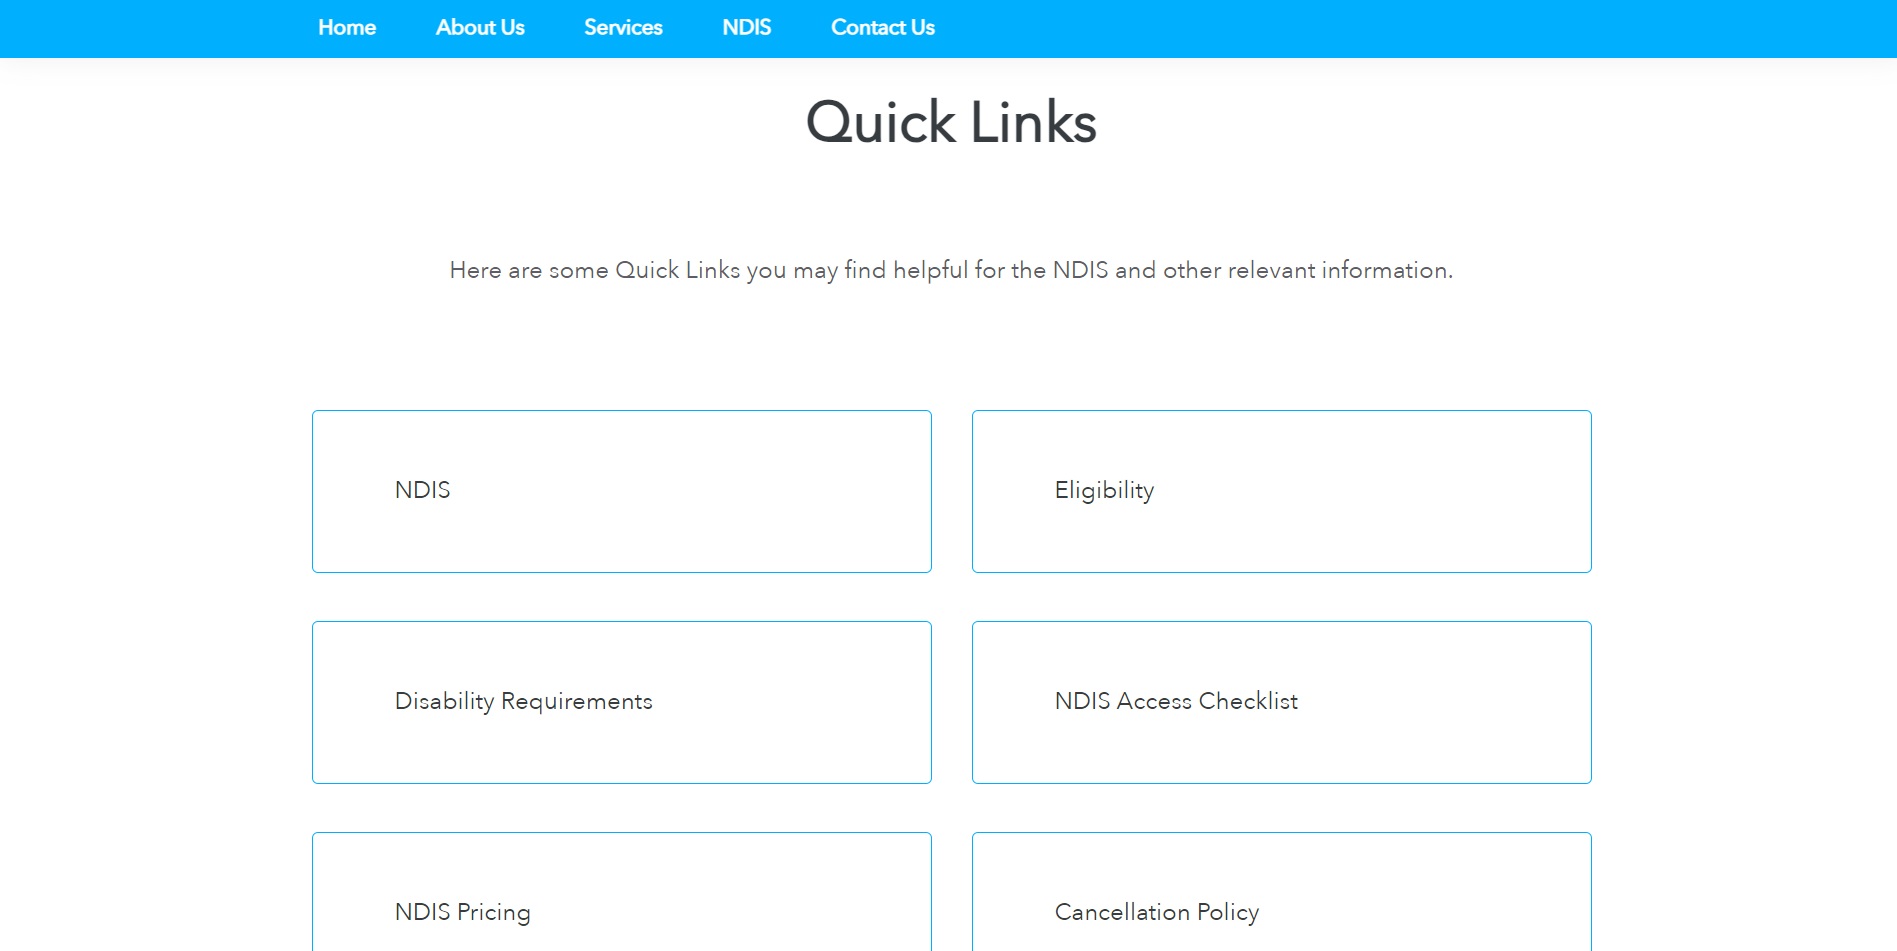 Home About Us Services NDIS Contact Us
Quick Links
Here are some Quick Links you may find helpful for the NDIS and other relevant information.
NDIS
Eligibility
Disability Requirements
NDIS Access Checklist
NDIS Pricing
Cancellation Policy